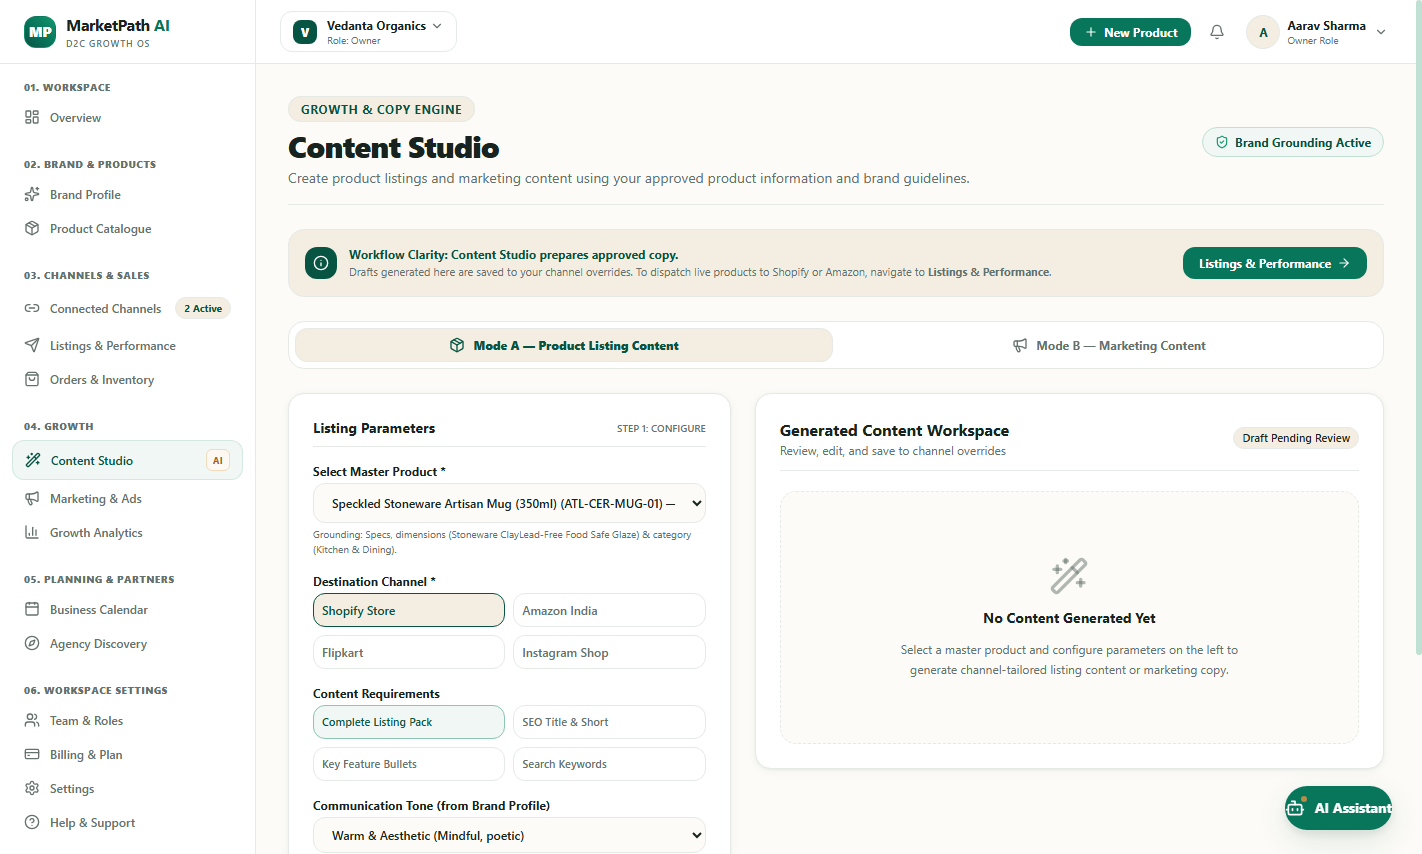 MP
MarketPath AI
D2C GROWTH OS
V
Vedanta Organics
Role: Owner
New Product
A
Aarav Sharma
Owner Role
01. WORKSPACE
Overview
02. BRAND & PRODUCTS
Brand Profile
Product Catalogue
03. CHANNELS & SALES
Connected Channels
2 Active
Listings & Performance
Orders & Inventory
04. GROWTH
Content Studio
AI
Marketing & Ads
Growth Analytics
05. PLANNING & PARTNERS
Business Calendar
Agency Discovery
06. WORKSPACE SETTINGS
Team & Roles
Billing & Plan
Settings
Help & Support
GROWTH & COPY ENGINE
Content Studio
Create product listings and marketing content using your approved product information and brand guidelines.
Brand Grounding Active
Workflow Clarity: Content Studio prepares approved copy.
Drafts generated here are saved to your channel overrides. To dispatch live products to Shopify or Amazon, navigate to Listings & Performance.
Listings & Performance →
Mode A — Product Listing Content
Mode B — Marketing Content
Listing Parameters
STEP 1: CONFIGURE
Select Master Product *
Speckled Stoneware Artisan Mug (350ml) (ATL-CER-MUG-01) —
Grounding: Specs, dimensions (Stoneware ClayLead-Free Food Safe Glaze) & category
(Kitchen & Dining).
Destination Channel *
Shopify Store
Amazon India
Flipkart
Instagram Shop
Content Requirements
Complete Listing Pack
SEO Title & Short
Key Feature Bullets
Search Keywords
Communication Tone (from Brand Profile)
Warm & Aesthetic (Mindful, poetic)
Generated Content Workspace
Review, edit, and save to channel overrides
Draft Pending Review
No Content Generated Yet
Select a master product and configure parameters on the left to
generate channel-tailored listing content or marketing copy.
AI Assistant